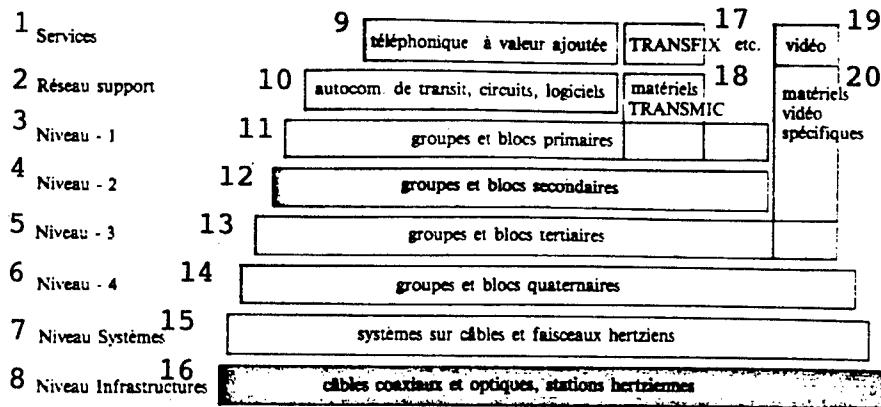 1 Services 9 téléphonique à valeur ajoutée 17 TRANSFIX etc. 19 vidéo
2 Réseau support 10 autocom. de transit, circuits, logiciels 18 matériels TRANSMIC 20 matériels vidéo spécifiques
3 Niveau - 1 11 groupes et blocs primaires
4 Niveau - 2 12 groupes et blocs secondaires
5 Niveau - 3 13 groupes et blocs tertiaires
6 Niveau - 4 14 groupes et blocs quaternaires
7 Niveau Systèmes 15 systèmes sur câbles et faisceaux hertziens
8 Niveau Infrastructures 16 câbles coaxiaux et optiques, stations hertziennes